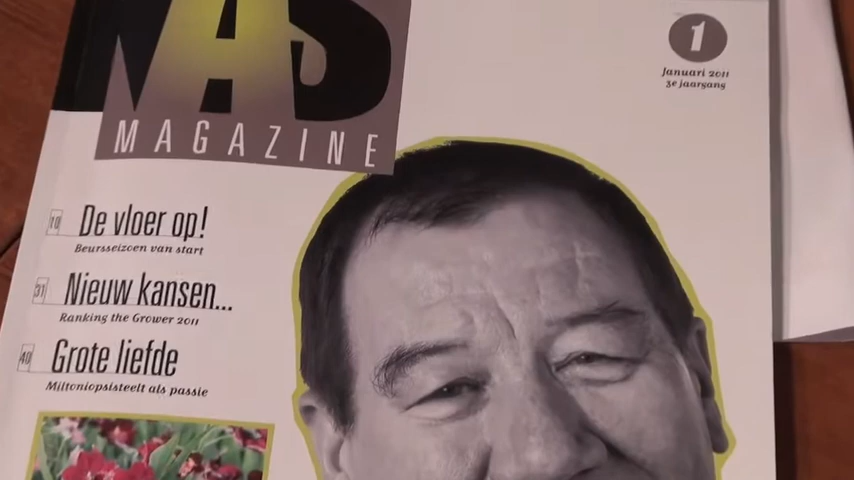 AS
MAGAZINE
1
Januari 2011
3e jaargang
10 De vloer op!
Beursseizoen van start
31 Nieuw kansen...
Ranking the Grower 2011
40 Grote liefde
Miltoniopsisteelt als passie